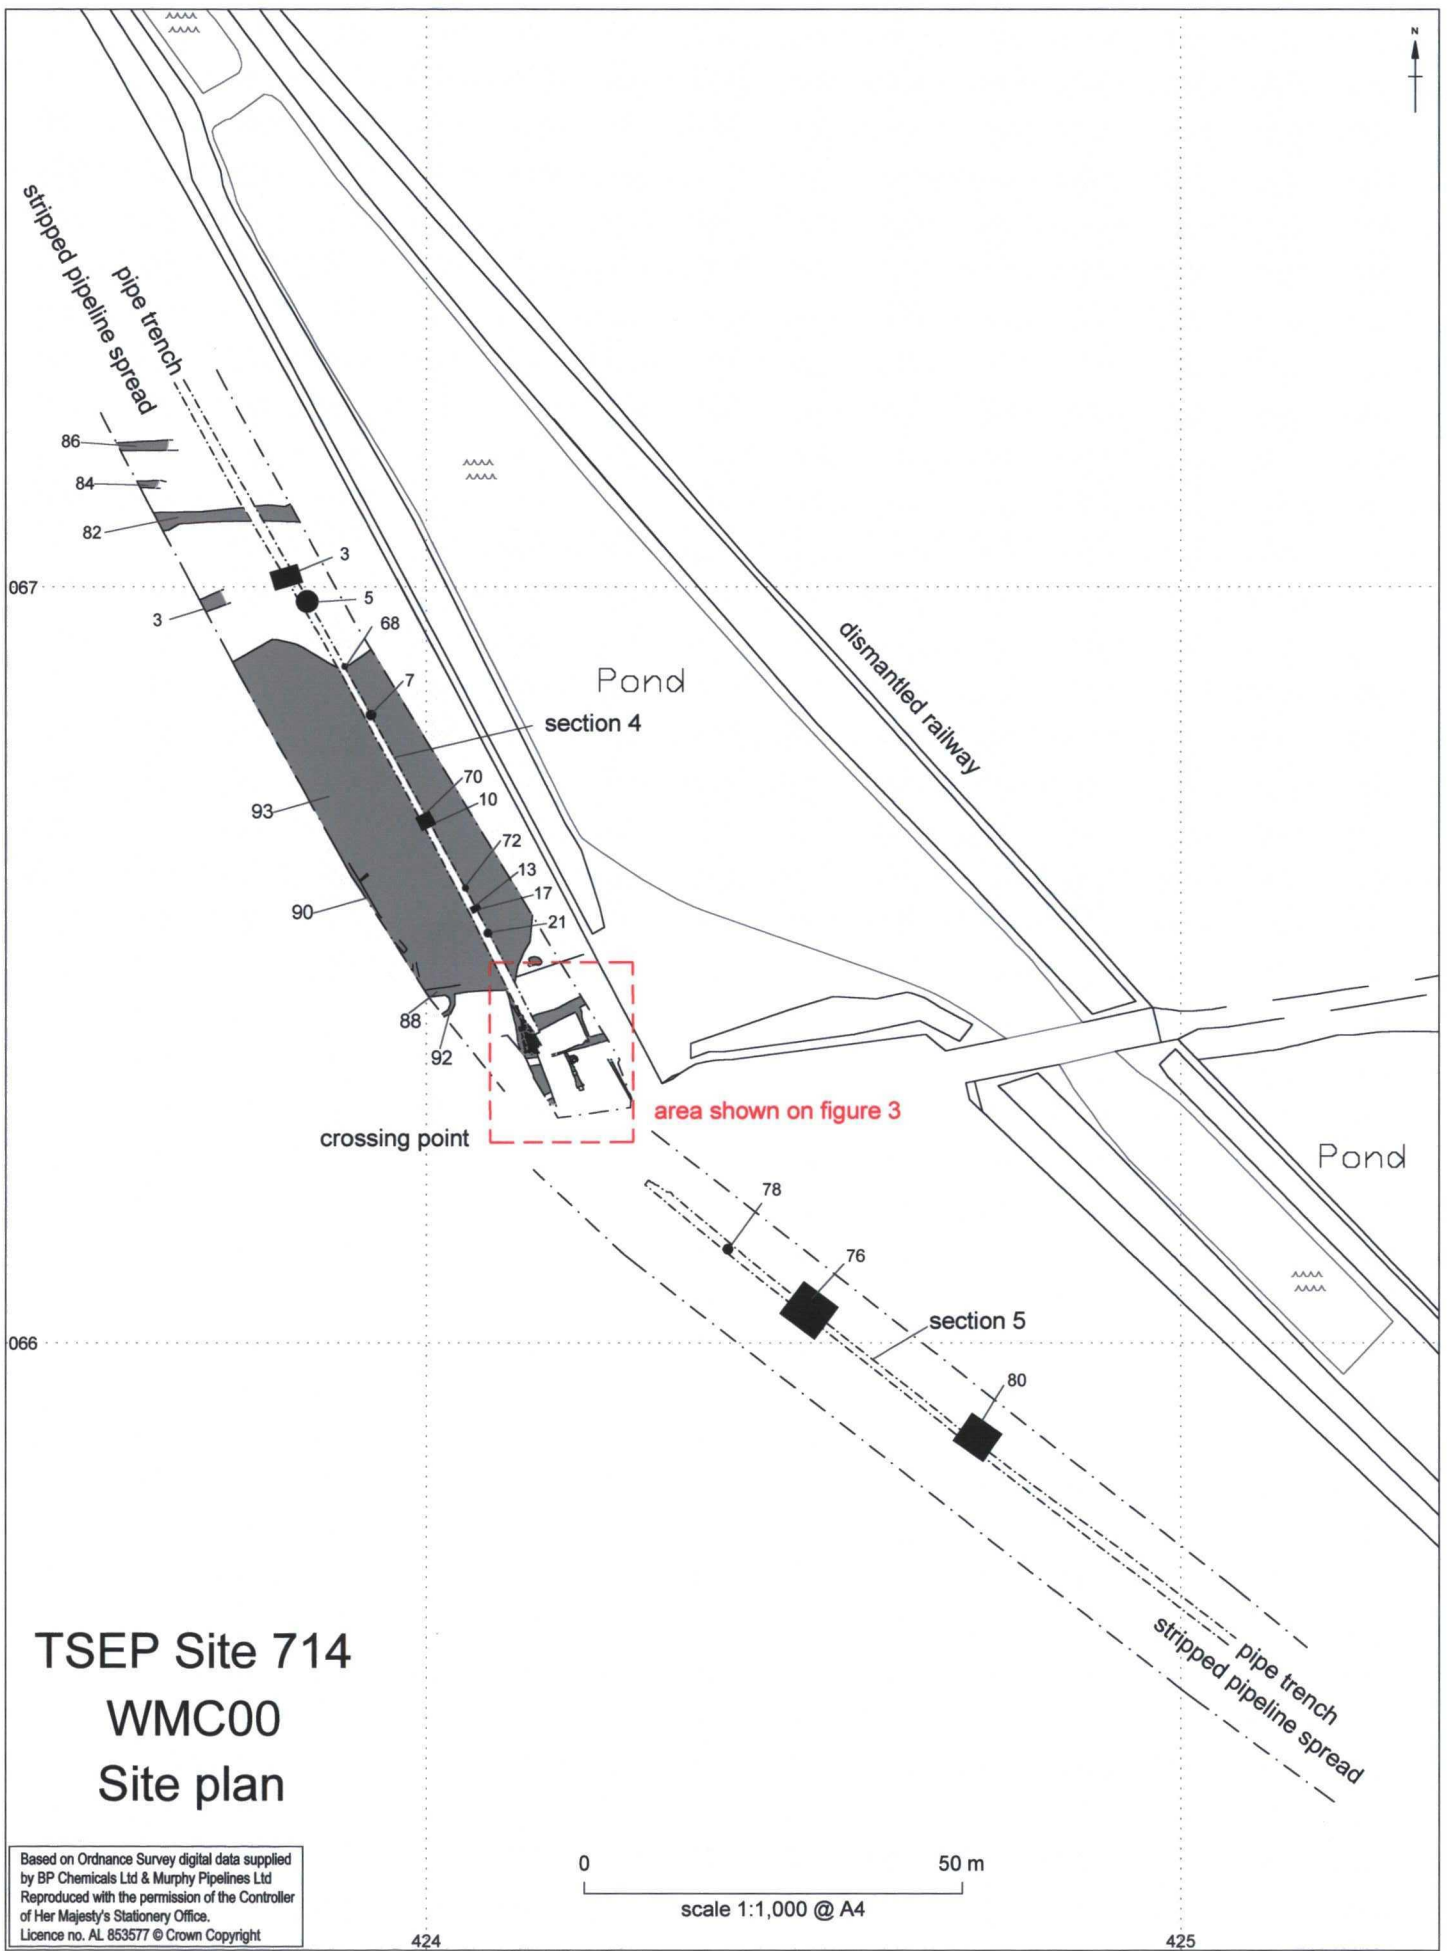 N
stripped pipeline spread
pipe trench
86
84
82
3
067
5
3
68
Pond
dismantled railway
7
section 4
70
10
93
72
13
17
90
21
88
92
area shown on figure 3
crossing point
Pond
78
76
section 5
066
80
pipe trench
stripped pipeline spread
TSEP Site 714
WMC00
Site plan
Based on Ordnance Survey digital data supplied
by BP Chemicals Ltd & Murphy Pipelines Ltd
Reproduced with the permission of the Controller
of Her Majesty's Stationery Office.
Licence no. AL 853577 © Crown Copyright
0 50 m
scale 1:1,000 @ A4
424
425